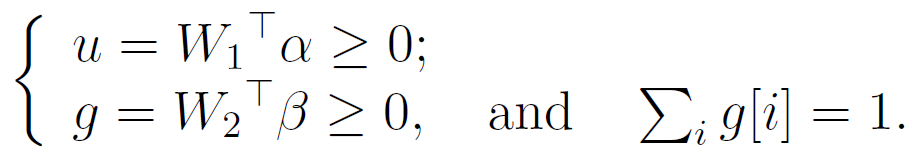 u = W₁ᵀα ≥ 0;
g = W₂ᵀβ ≥ 0, and ∑ᵢ g[i] = 1.